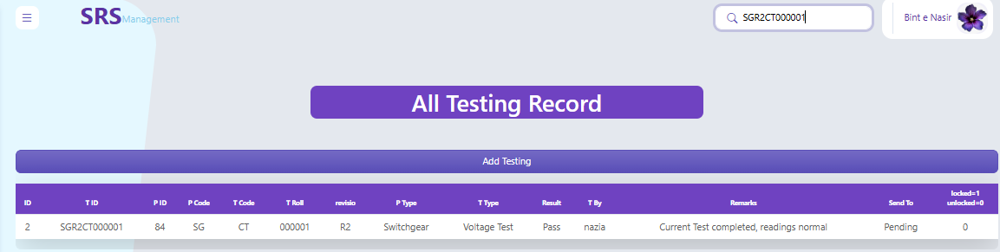 SRSManagement
SGR2CT000001
Bint e Nasir
All Testing Record
Add Testing
ID T ID P ID P Code T Code T Roll revisio P Type T Type Result T By Remarks Send To locked=1 unlocked=0
2 SGR2CT000001 84 SG CT 000001 R2 Switchgear Voltage Test Pass nazia Current Test completed, readings normal Pending 0